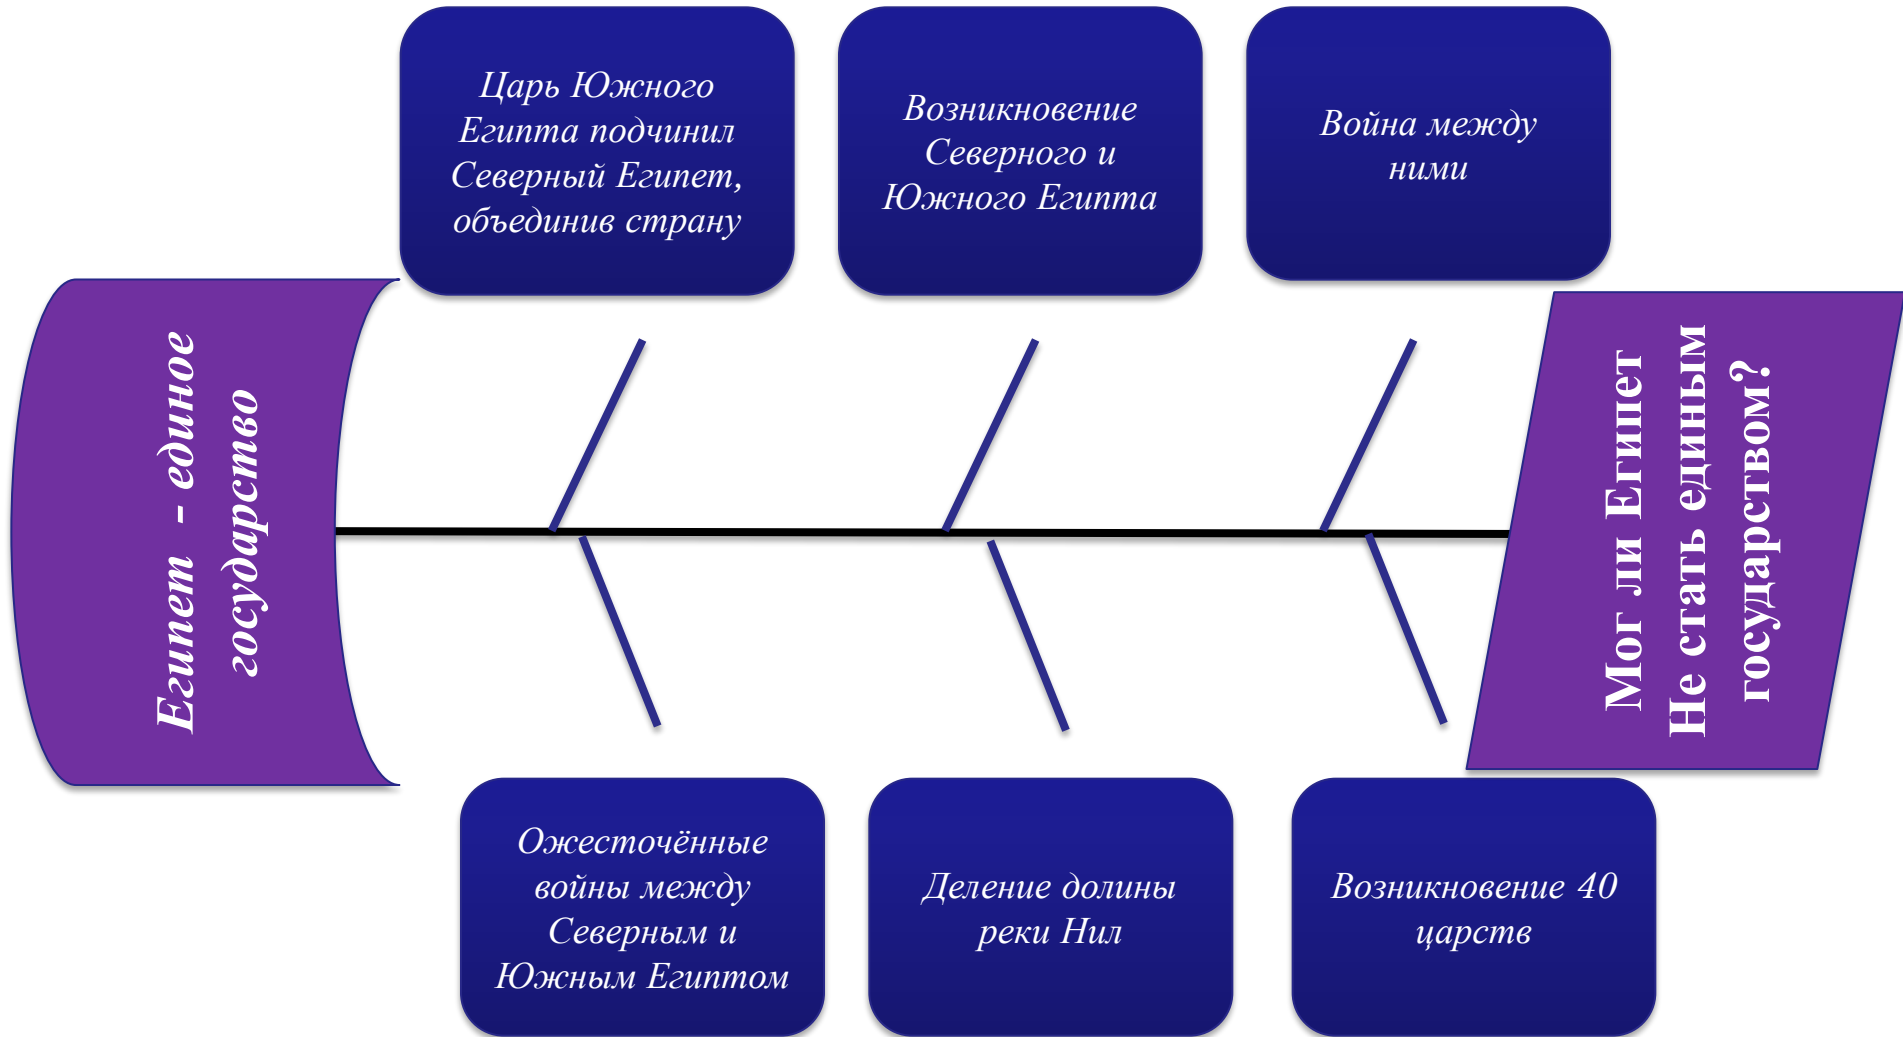 Царь Южного
Египта подчинил
Северный Египет,
объединив страну
Возникновение
Северного и
Южного Египта
Война между
ними
Египет - единое
государство
Мог ли Египет
Не стать единым
государством?
Ожесточённые
войны между
Северным и
Южным Египтом
Деление долины
реки Нил
Возникновение 40
царств